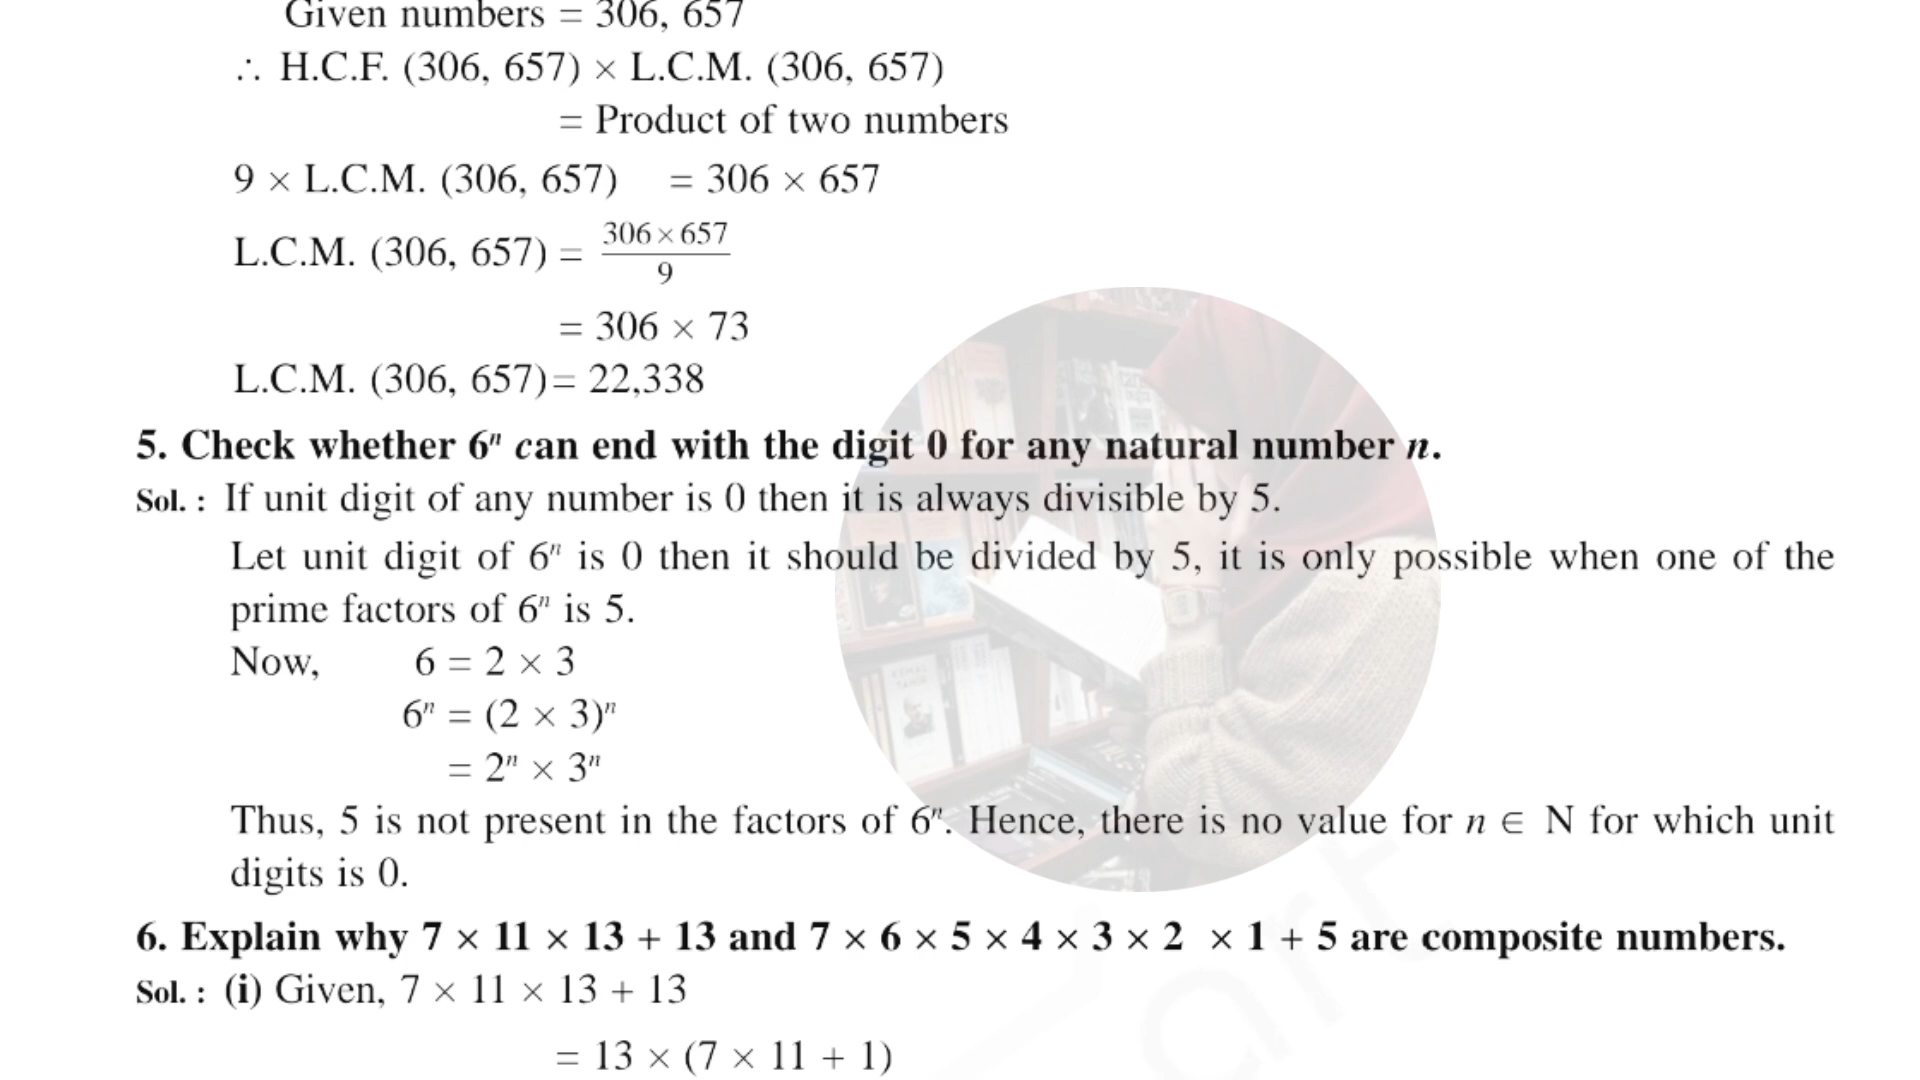 Given numbers = 306, 657
∴ H.C.F. (306, 657) × L.C.M. (306, 657)
= Product of two numbers
9 × L.C.M. (306, 657) = 306 × 657
L.C.M. (306, 657) = 306×657/9
= 306 × 73
L.C.M. (306, 657)= 22,338
5. Check whether 6ⁿ can end with the digit 0 for any natural number n.
Sol. : If unit digit of any number is 0 then it is always divisible by 5.
Let unit digit of 6ⁿ is 0 then it should be divided by 5, it is only possible when one of the
prime factors of 6ⁿ is 5.
Now, 6 = 2 × 3
6ⁿ = (2 × 3)ⁿ
= 2ⁿ × 3ⁿ
Thus, 5 is not present in the factors of 6ⁿ. Hence, there is no value for n ∈ N for which unit
digits is 0.
6. Explain why 7 × 11 × 13 + 13 and 7 × 6 × 5 × 4 × 3 × 2 × 1 + 5 are composite numbers.
Sol. : (i) Given, 7 × 11 × 13 + 13
= 13 × (7 × 11 + 1)